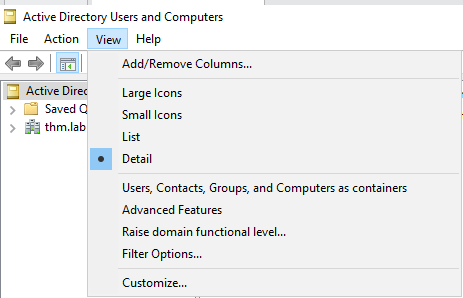 Active Directory Users and Computers
File Action View Help
Add/Remove Columns...
Active Direc
Large Icons
Saved Q
Small Icons
thm.lab
List
Detail
Users, Contacts, Groups, and Computers as containers
Advanced Features
Raise domain functional level...
Filter Options...
Customize...